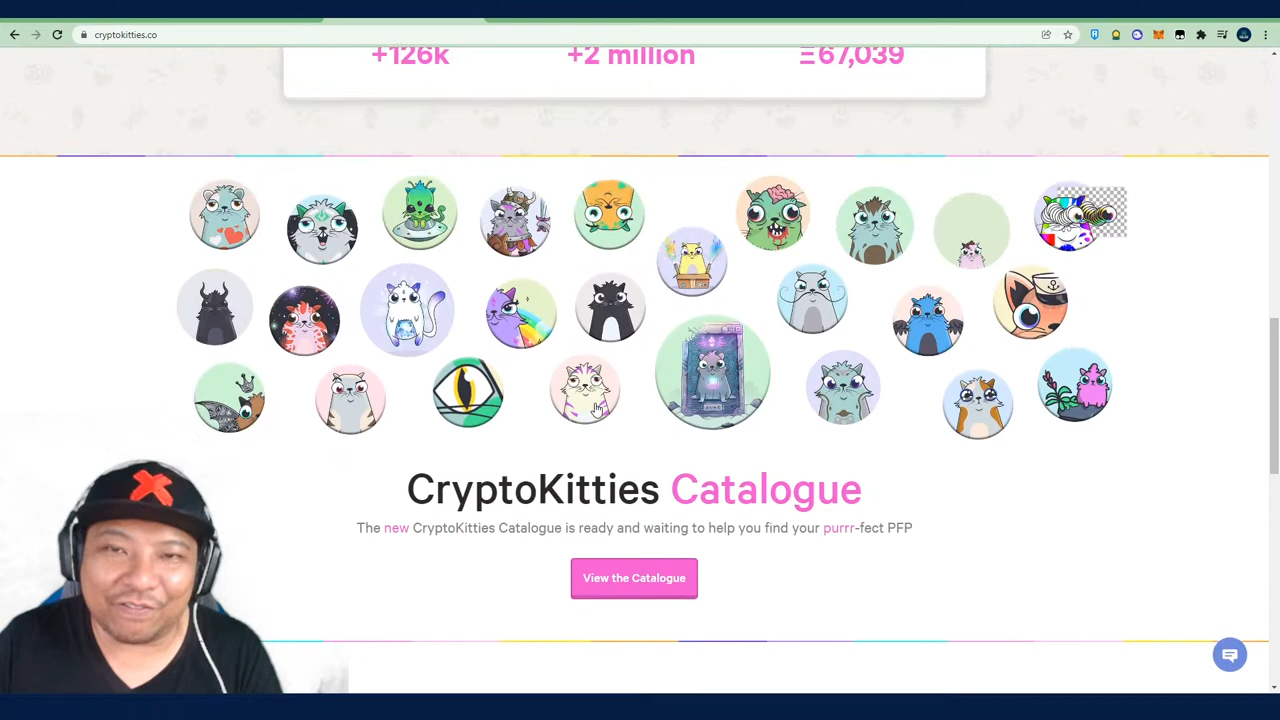 cryptokitties.co
+126k +2 million Ξ67,039
CryptoKitties Catalogue
The new CryptoKitties Catalogue is ready and waiting to help you find your purrr-fect PFP
View the Catalogue